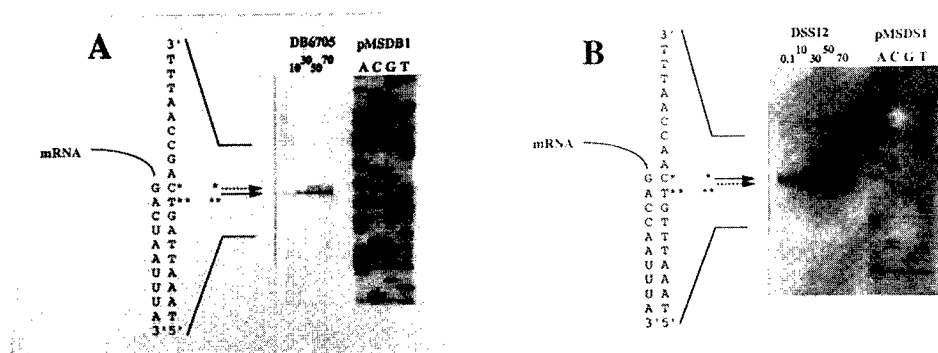 A
3'
T T T A A C C G A C* T** G A T T A A A T
5'
mRNA
G A C U A A U U U A
3'
*
**
DB6705
10 30 50 70
pMSDB1
A C G T
B
3'
T T T A A C C A A C* T** G T T T A A A T
5'
mRNA
G A C C A A U U U A
3'
*
**
DSS12
0.1 10 30 50 70
pMSDS1
A C G T